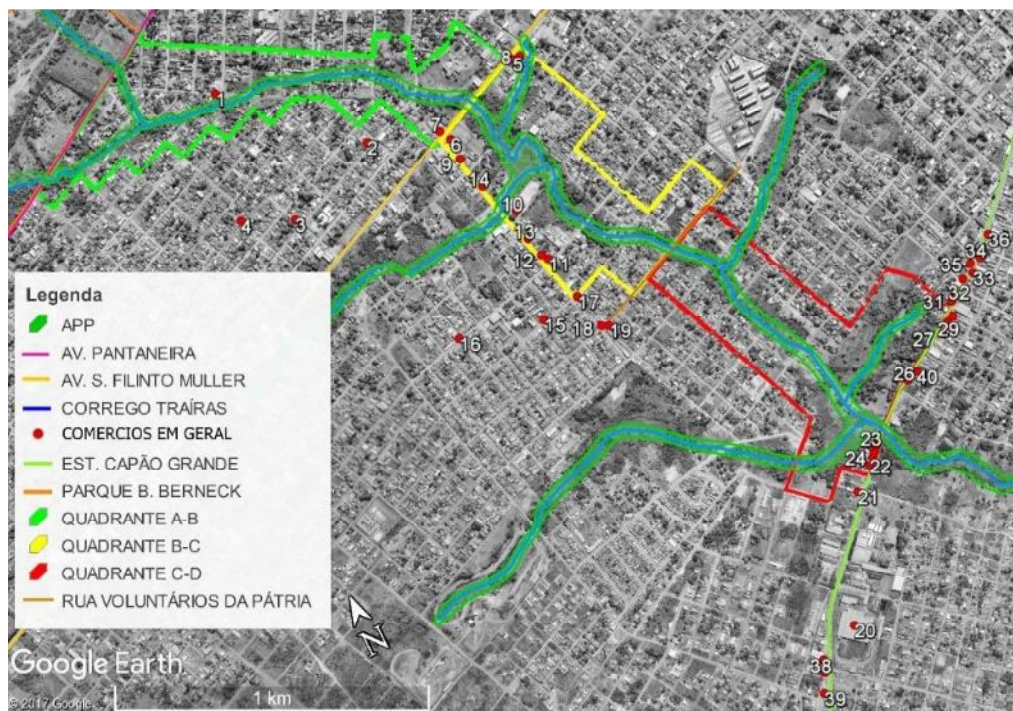 8
5
1
7
6
2
9
14
10
4
3
13
12
11
36
34
35
33
17
31
32
15
18
19
29
16
27
26
40
23
24
22
21
20
38
39
Legenda
APP
AV. PANTANEIRA
AV. S. FILINTO MULLER
CORREGO TRAÍRAS
COMERCIOS EM GERAL
EST. CAPÃO GRANDE
PARQUE B. BERNECK
QUADRANTE A-B
QUADRANTE B-C
QUADRANTE C-D
RUA VOLUNTÁRIOS DA PÁTRIA
N
Google Earth
© 2017 Google
1 km